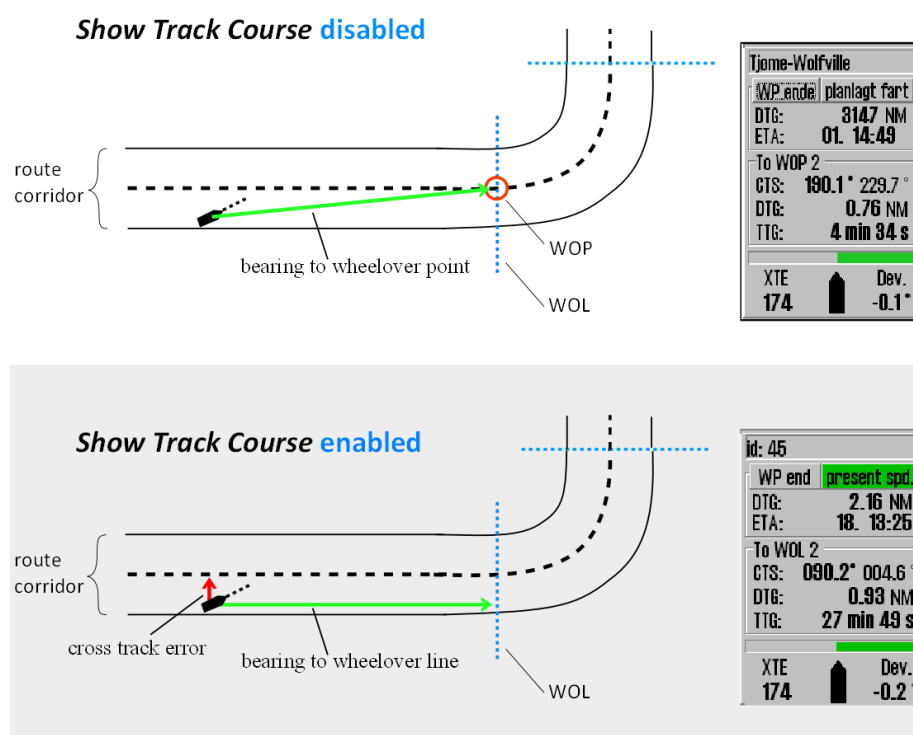 Show Track Course disabled
route
corridor
bearing to wheelover point
WOP
WOL
Tjome-Wolfville
WP ende planlagt fart
DTG: 3147 NM
ETA: 01. 14:49
To WOP 2
CTS: 190.1° 229.7°
DTG: 0.76 NM
TTG: 4 min 34 s
XTE Dev.
174 -0.1°
Show Track Course enabled
route
corridor
cross track error
bearing to wheelover line
WOL
id: 45
WP end present spd.
DTG: 2.16 NM
ETA: 18. 13:25
To WOL 2
CTS: 090.2° 004.6°
DTG: 0.93 NM
TTG: 27 min 49 s
XTE Dev.
174 -0.2°